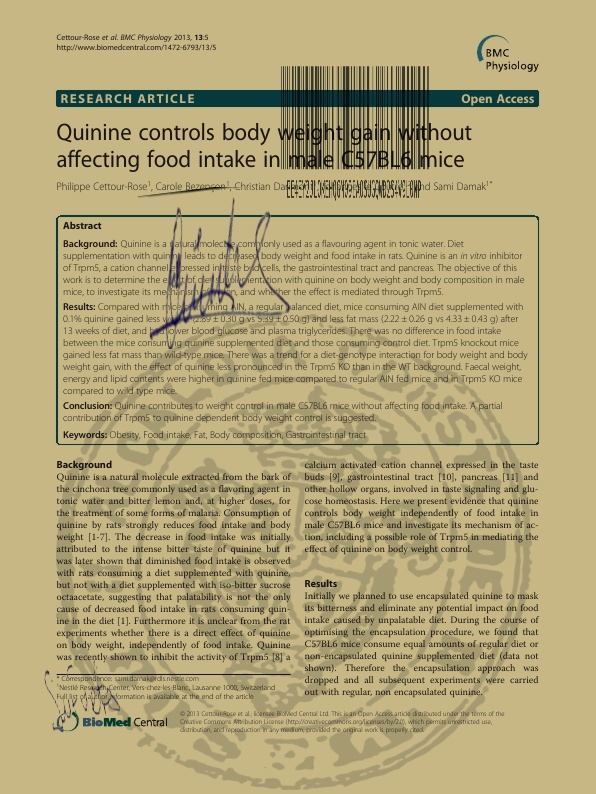 Cettour-Rose et al. BMC Physiology 2013, 13:5
http://www.biomedcentral.com/1472-6793/13/5
BMC
Physiology
RESEARCH ARTICLE Open Access
Quinine controls body weight gain without
affecting food intake in male C57BL6 mice
Philippe Cettour-Rose1, Carole Bezençon1, Christian and Sami Damak1*
Abstract
Background: Quinine is a natural molecule commonly used as a flavouring agent in tonic water. Diet
supplementation with quinine leads to decreased body weight and food intake in rats. Quinine is an in vitro inhibitor
of Trpm5, a cation channel expressed in taste bud cells, the gastrointestinal tract and pancreas. The objective of this
work is to determine the effect of diet supplementation with quinine on body weight and body composition in male
mice, to investigate its mechanism of action, and whether the effect is mediated through Trpm5.
Results: Compared with mice consuming AIN, a regular balanced diet, mice consuming AIN diet supplemented with
0.1% quinine gained less weight (2.89 ± 0.30 g vs 5.39 ± 0.50 g) and less fat mass (2.22 ± 0.26 g vs 4.33 ± 0.43 g) after
13 weeks of diet, and had lower blood glucose and plasma triglycerides. There was no difference in food intake
between the mice consuming quinine supplemented diet and those consuming control diet. Trpm5 knockout mice
gained less fat mass than wild-type mice. There was a trend for a diet-genotype interaction for body weight and body
weight gain, with the effect of quinine less pronounced in the Trpm5 KO than in the WT background. Faecal weight,
energy and lipid contents were higher in quinine fed mice compared to regular AIN fed mice and in Trpm5 KO mice
compared to wild type mice.
Conclusion: Quinine contributes to weight control in male C57BL6 mice without affecting food intake. A partial
contribution of Trpm5 to quinine dependent body weight control is suggested.
Keywords: Obesity, Food intake, Fat, Body composition, Gastrointestinal tract
Background
Quinine is a natural molecule extracted from the bark of
the cinchona tree commonly used as a flavoring agent in
tonic water and bitter lemon and, at higher doses, for
the treatment of some forms of malaria. Consumption of
quinine by rats strongly reduces food intake and body
weight [1-7]. The decrease in food intake was initially
attributed to the intense bitter taste of quinine but it
was later shown that diminished food intake is observed
with rats consuming a diet supplemented with quinine,
but not with a diet supplemented with iso-bitter sucrose
octaacetate, suggesting that palatability is not the only
cause of decreased food intake in rats consuming quin-
ine in the diet [1]. Furthermore it is unclear from the rat
experiments whether there is a direct effect of quinine
on body weight, independently of food intake. Quinine
was recently shown to inhibit the activity of Trpm5 [8] a
calcium activated cation channel expressed in the taste
buds [9], gastrointestinal tract [10], pancreas [11] and
other hollow organs, involved in taste signaling and glu-
cose homeostasis. Here we present evidence that quinine
controls body weight independently of food intake in
male C57BL6 mice and investigate its mechanism of ac-
tion, including a possible role of Trpm5 in mediating the
effect of quinine on body weight control.
Results
Initially we planned to use encapsulated quinine to mask
its bitterness and eliminate any potential impact on food
intake caused by unpalatable diet. During the course of
optimising the encapsulation procedure, we found that
C57BL6 mice consume equal amounts of regular diet or
non-encapsulated quinine supplemented diet (data not
shown). Therefore the encapsulation approach was
dropped and all subsequent experiments were carried
out with regular, non encapsulated quinine.
* Correspondence: sami.damak@rdls.nestle.com
1Nestlé Research Center, Vers-chez-les-Blanc, Lausanne 1000, Switzerland
Full list of author information is available at the end of the article
BioMed Central
© 2013 Cettour-Rose et al.; licensee BioMed Central Ltd. This is an Open Access article distributed under the terms of the
Creative Commons Attribution License (http://creativecommons.org/licenses/by/2.0), which permits unrestricted use,
distribution, and reproduction in any medium, provided the original work is properly cited.